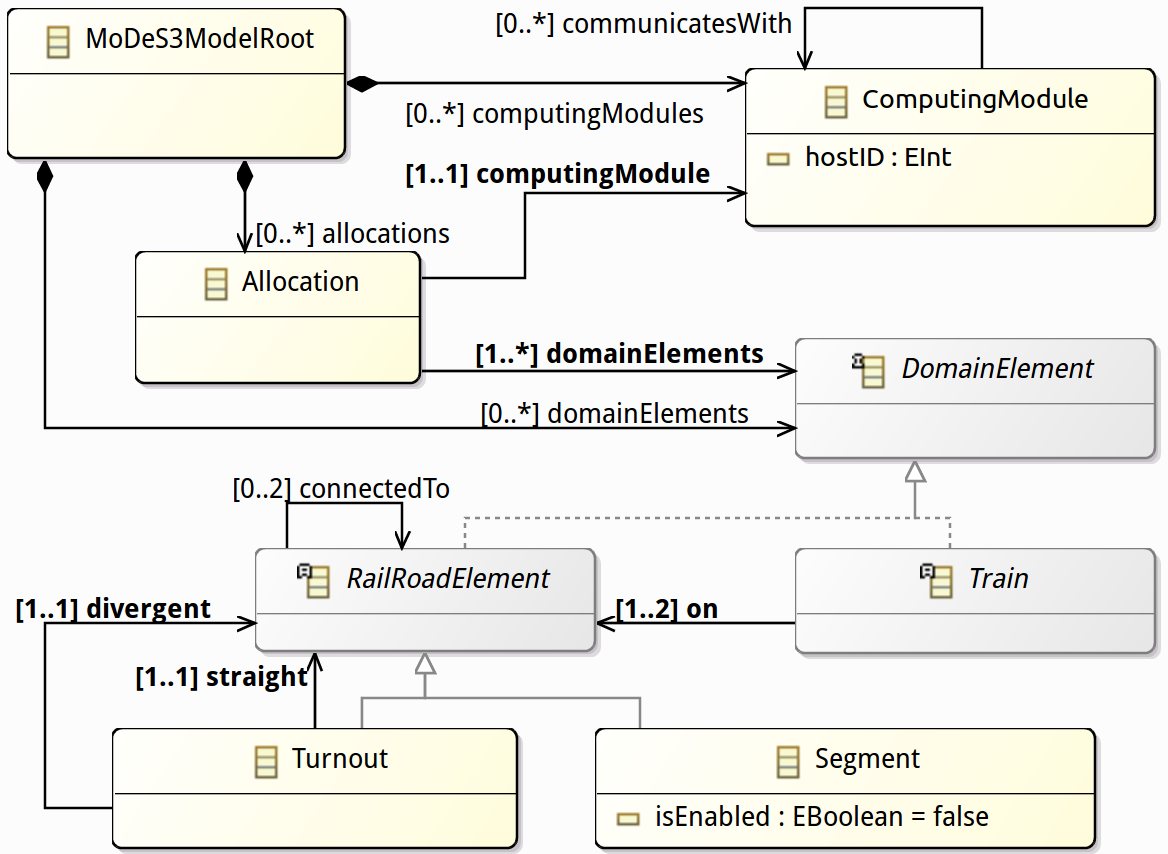 [0..*] communicatesWith
MoDeS3ModelRoot
ComputingModule
[0..*] computingModules
hostID : EInt
[1..1] computingModule
[0..*] allocations
Allocation
[1..*] domainElements
DomainElement
[0..*] domainElements
[0..2] connectedTo
RailRoadElement
Train
[1..1] divergent
[1..2] on
[1..1] straight
Turnout
Segment
isEnabled : EBoolean = false